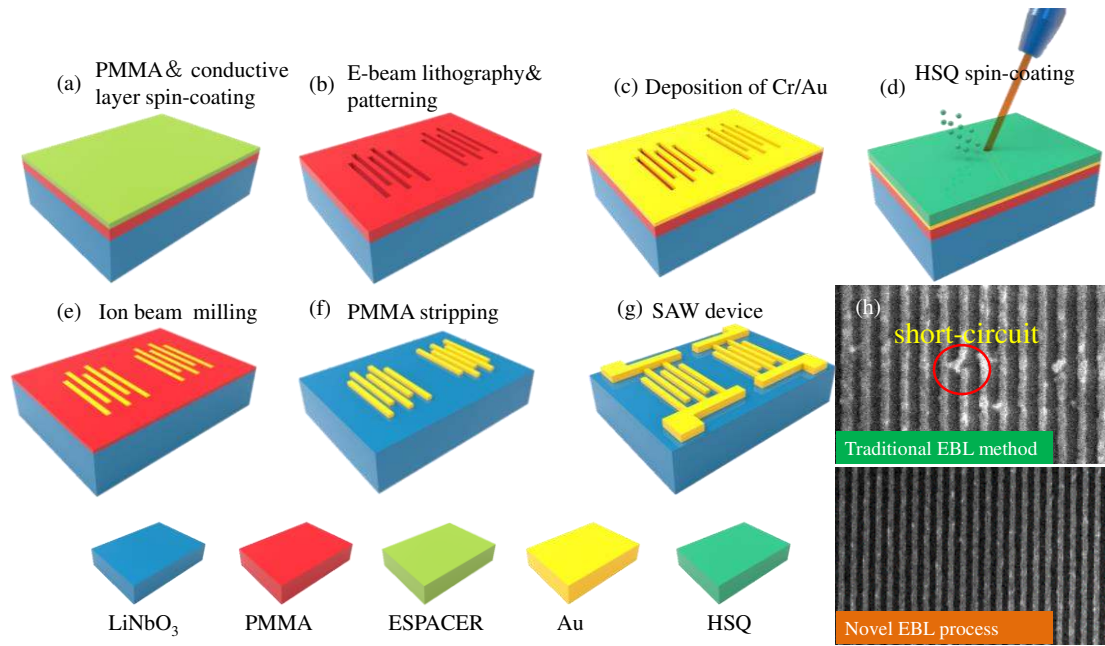 (a) PMMA& conductive
layer spin-coating
(b) E-beam lithography&
patterning
(c) Deposition of Cr/Au
(d) HSQ spin-coating
(e) Ion beam milling
(f) PMMA stripping
(g) SAW device
(h)
short-circuit
Traditional EBL method
Novel EBL process
LiNbO₃
PMMA
ESPACER
Au
HSQ